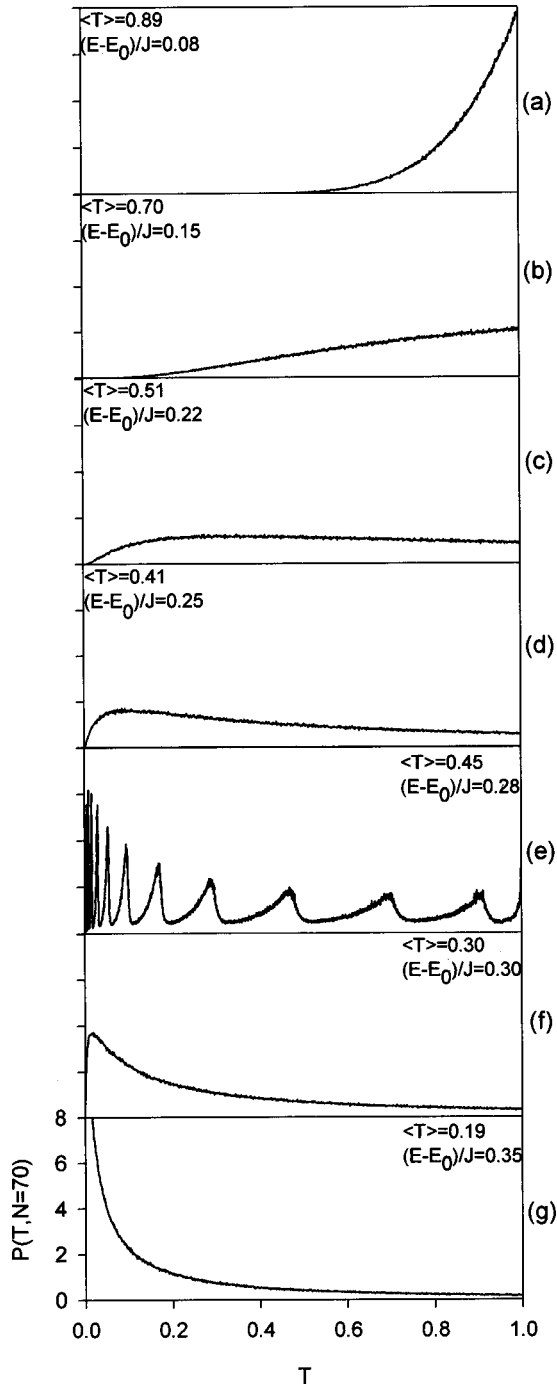 <T>=0.89
(E-E0)/J=0.08
(a)
<T>=0.70
(E-E0)/J=0.15
(b)
<T>=0.51
(E-E0)/J=0.22
(c)
<T>=0.41
(E-E0)/J=0.25
(d)
<T>=0.45
(E-E0)/J=0.28
(e)
<T>=0.30
(E-E0)/J=0.30
(f)
<T>=0.19
(E-E0)/J=0.35
(g)
P(T,N=70)
8
6
4
2
0
0.0 0.2 0.4 0.6 0.8 1.0
T